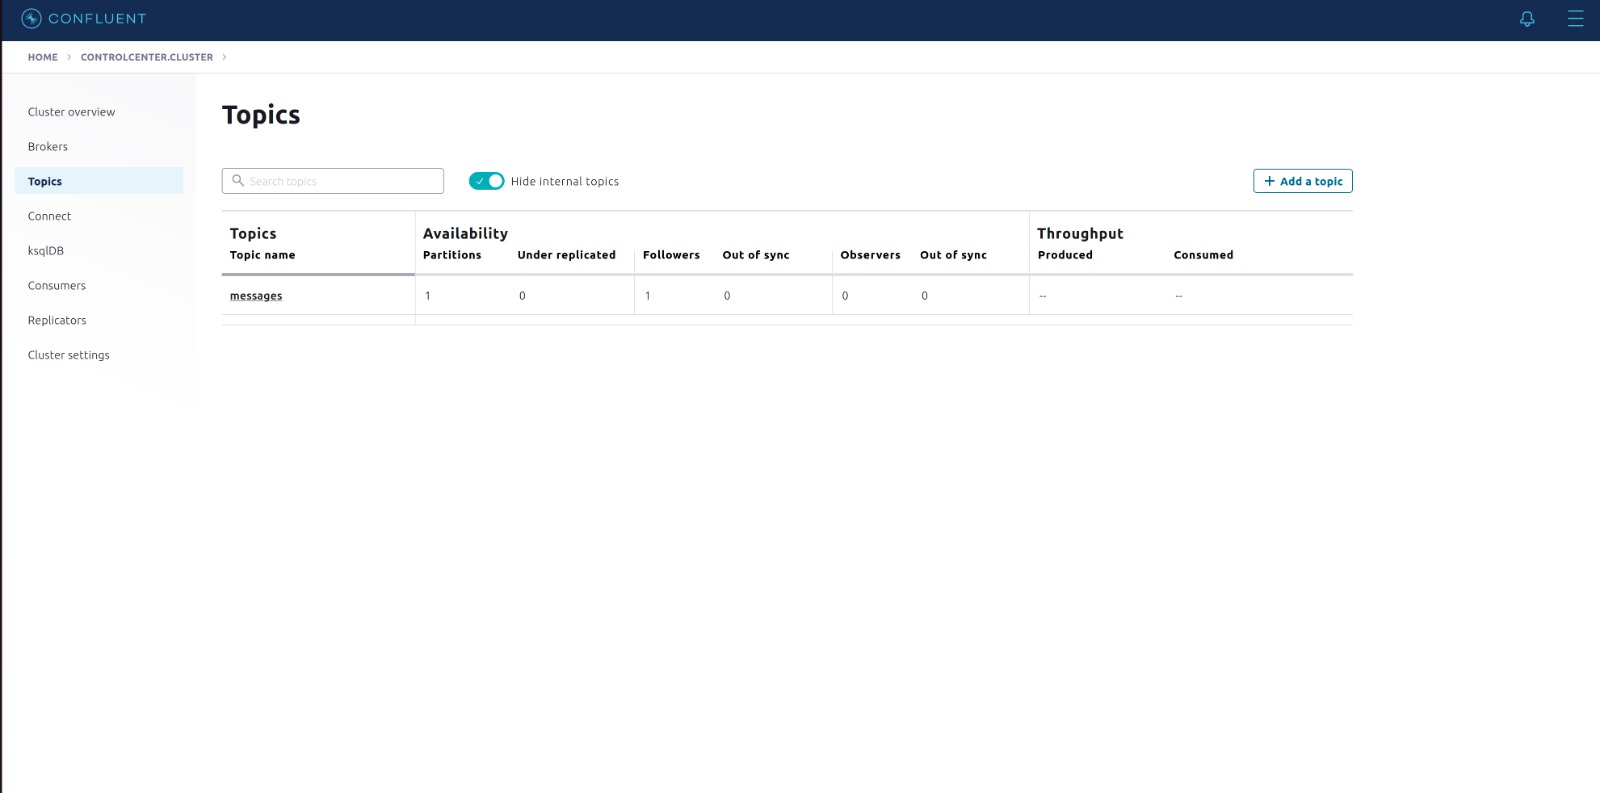 CONFLUENT
HOME > CONTROLCENTER.CLUSTER >
Cluster overview
Brokers
Topics
Connect
ksqlDB
Consumers
Replicators
Cluster settings
Topics
Search topics
Hide internal topics
+ Add a topic
Topics Availability Throughput
Topic name Partitions Under replicated Followers Out of sync Observers Out of sync Produced Consumed
messages 1 0 1 0 0 0 -- --